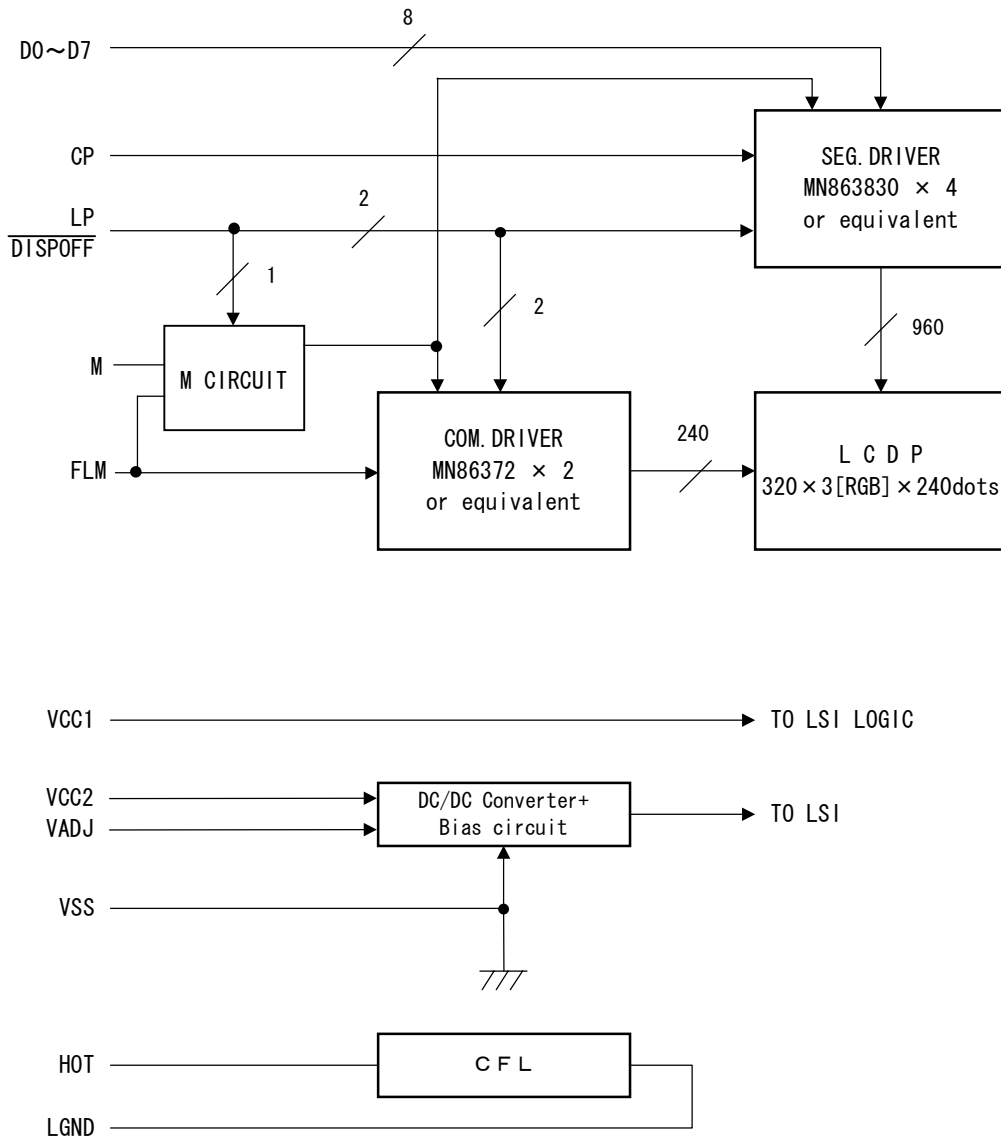 8
D0～D7
CP
SEG.DRIVER
MN863830 × 4
or equivalent
LP
DISPOFF
2
1
2
960
M
M CIRCUIT
FLM
COM.DRIVER
MN86372 × 2
or equivalent
240
L C D P
320×3[RGB]×240dots
VCC1
TO LSI LOGIC
VCC2
VADJ
DC/DC Converter+
Bias circuit
TO LSI
VSS
HOT
CFL
LGND